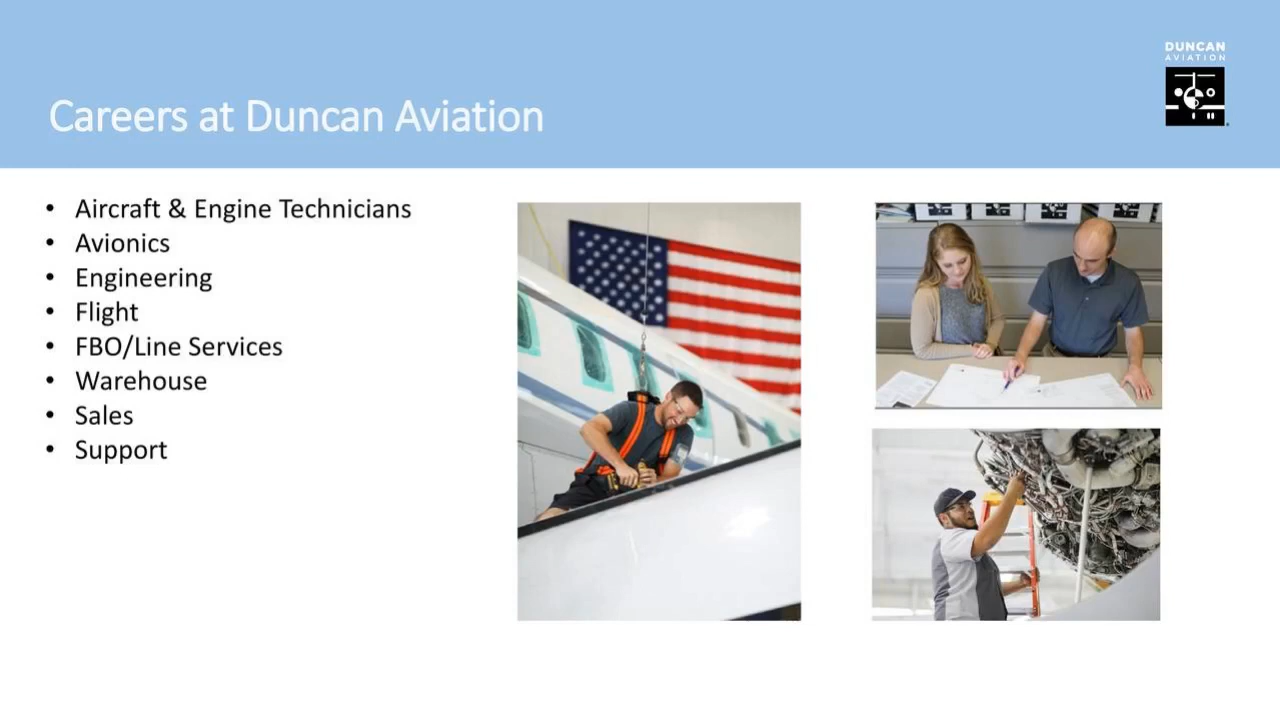 DUNCAN
AVIATION
Careers at Duncan Aviation
• Aircraft & Engine Technicians
• Avionics
• Engineering
• Flight
• FBO/Line Services
• Warehouse
• Sales
• Support